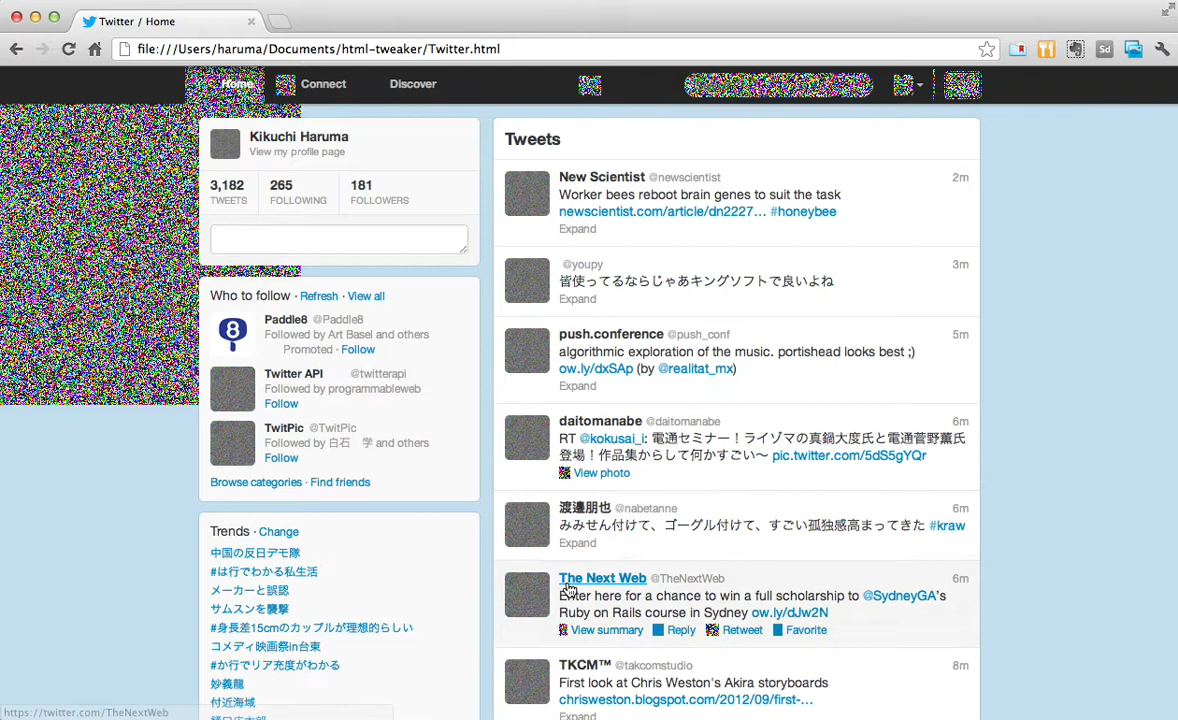 Twitter / Home
file:///Users/haruma/Documents/html-tweaker/Twitter.html
Sd
Home
Connect
Discover
Kikuchi Haruma
View my profile page
3,182 265 181
TWEETS FOLLOWING FOLLOWERS
Who to follow · Refresh · View all
8
Paddle8 @Paddle8
Followed by Art Basel and others
Promoted · Follow
Twitter API @twitterapi
Followed by programmableweb
Follow
TwitPic @TwitPic
Followed by 白石 学 and others
Follow
Browse categories · Find friends
Trends · Change
中国の反日デモ隊
#は行でわかる私生活
メーカーと誤認
サムスンを襲撃
#身長差15cmのカップルが理想的らしい
コメディ映画祭in台東
#か行でリア充度がわかる
妙義龍
付近海域
https://twitter.com/TheNextWeb
Tweets
New Scientist @newscientist 2m
Worker bees reboot brain genes to suit the task
newscientist.com/article/dn2227… #honeybee
Expand
@youpy 3m
皆使ってるならじゃあキングソフトで良いよね
Expand
push.conference @push_conf 5m
algorithmic exploration of the music. portishead looks best ;)
ow.ly/dxSAp (by @realitat_mx)
Expand
daitomanabe @daitomanabe 6m
RT @kokusai_i: 電通セミナー！ライゾマの真鍋大度氏と電通菅野薫氏
登場！作品集からして何かすごい〜 pic.twitter.com/5dS5gYQr
View photo
渡邉朋也 @nabetanne 6m
みみせん付けて、ゴーグル付けて、すごい孤独感高まってきた #kraw
Expand
The Next Web @TheNextWeb 6m
Enter here for a chance to win a full scholarship to @SydneyGA's
Ruby on Rails course in Sydney ow.ly/dJw2N
View summary Reply Retweet Favorite
TKCM™ @takcomstudio 8m
First look at Chris Weston's Akira storyboards
chrisweston.blogspot.com/2012/09/first-…
Expand